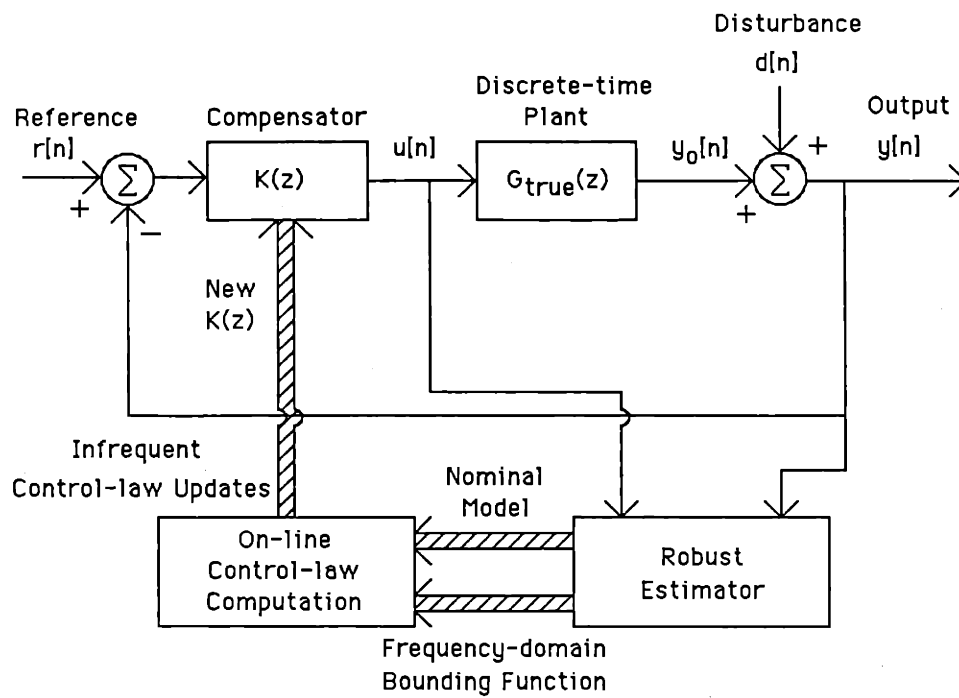 Disturbance
d[n]
Discrete-time
Plant
Reference
r[n]
Compensator
u[n]
y₀[n]
Output
y[n]
Σ
K(z)
G_true(z)
Σ
+
−
+
+
New
K(z)
Infrequent
Control-law Updates
Nominal
Model
On-line
Control-law
Computation
Robust
Estimator
Frequency-domain
Bounding Function